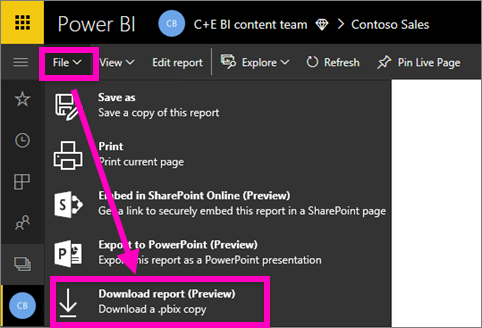 Power BI CB C+E BI content team > Contoso Sales
File View Edit report Explore Refresh Pin Live Page
Save as
Save a copy of this report
Print
Print current page
Embed in SharePoint Online (Preview)
Get a link to securely embed this report in a SharePoint page
Export to PowerPoint (Preview)
Export this report as a PowerPoint presentation
Download report (Preview)
Download a .pbix copy
CB